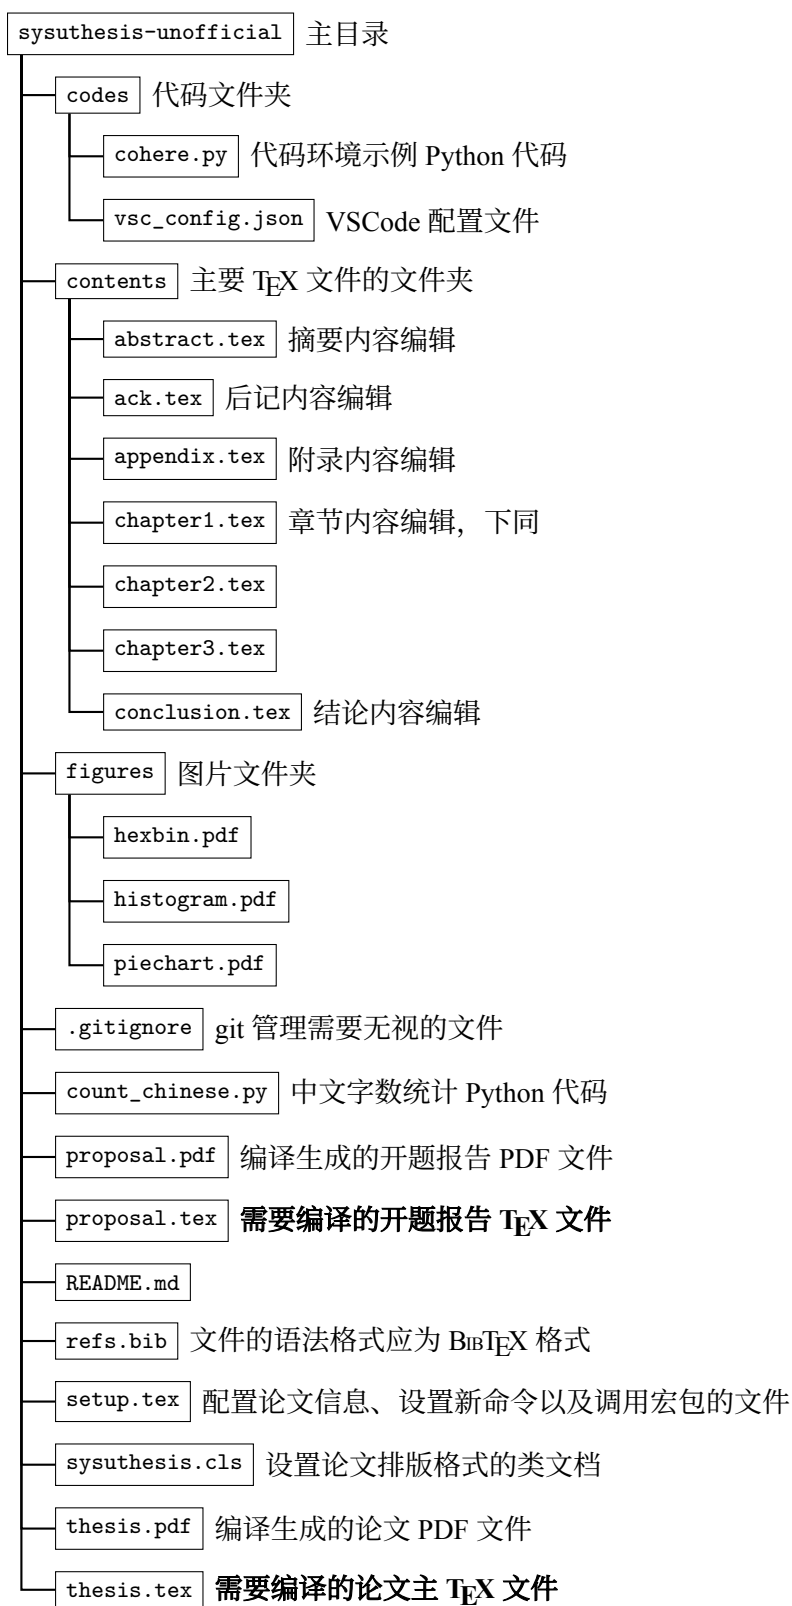 sysuthesis-unofficial 主目录
codes 代码文件夹
cohere.py 代码环境示例 Python 代码
vsc_config.json VSCode 配置文件
contents 主要 TEX 文件的文件夹
abstract.tex 摘要内容编辑
ack.tex 后记内容编辑
appendix.tex 附录内容编辑
chapter1.tex 章节内容编辑，下同
chapter2.tex
chapter3.tex
conclusion.tex 结论内容编辑
figures 图片文件夹
hexbin.pdf
histogram.pdf
piechart.pdf
.gitignore git 管理需要无视的文件
count_chinese.py 中文字数统计 Python 代码
proposal.pdf 编译生成的开题报告 PDF 文件
proposal.tex 需要编译的开题报告 TEX 文件
README.md
refs.bib 文件的语法格式应为 BIBTEX 格式
setup.tex 配置论文信息、设置新命令以及调用宏包的文件
sysuthesis.cls 设置论文排版格式的类文档
thesis.pdf 编译生成的论文 PDF 文件
thesis.tex 需要编译的论文主 TEX 文件